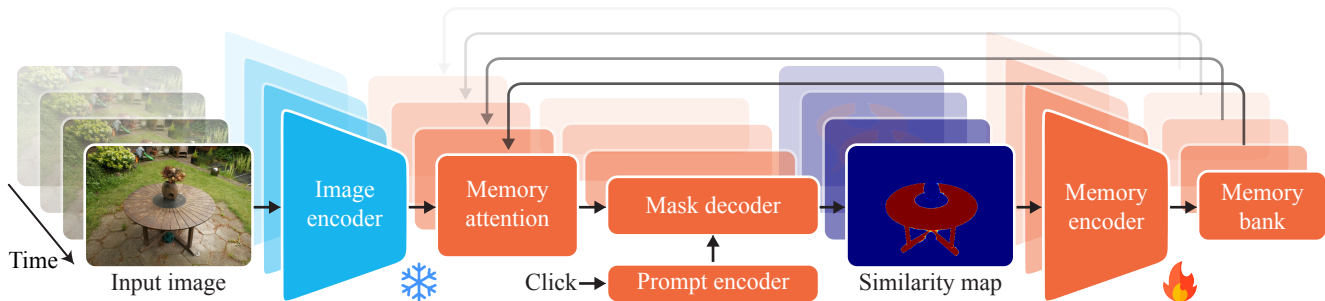 Time
Input image
Image
encoder
Memory
attention
Mask decoder
Click
Prompt encoder
Similarity map
Memory
encoder
Memory
bank